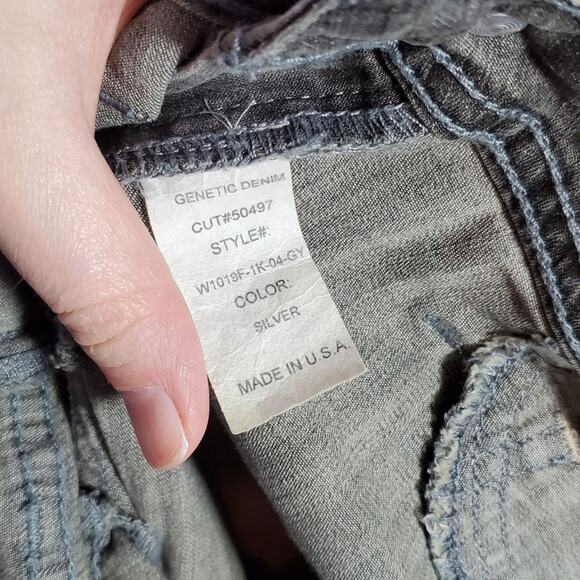 GENETIC DENIM
CUT#50497
STYLE#:
W1019F-1K-04-GY
COLOR:
SILVER
MADE IN U.S.A.